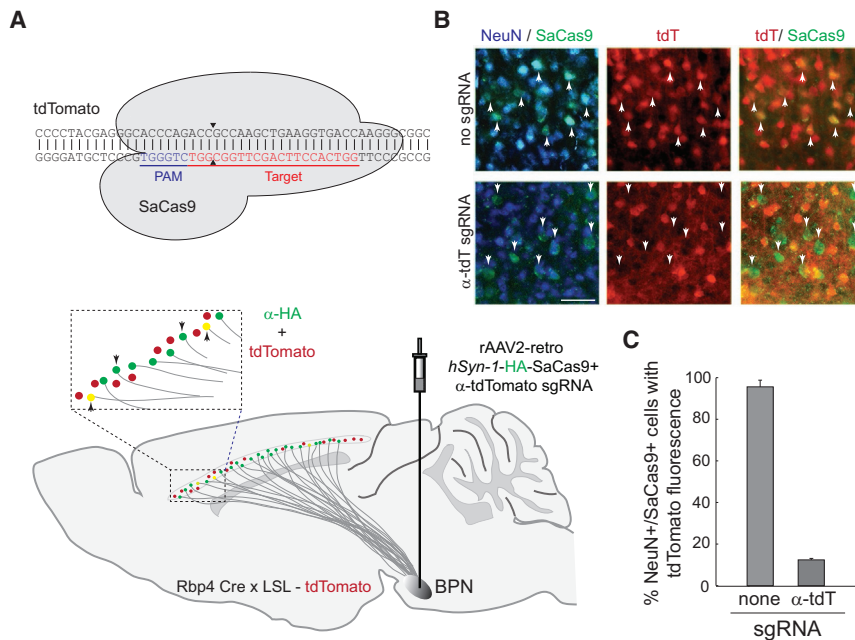 A
tdTomato
CCCCTACGAGGGCACCCAGACCGCCAAGCTGAAGGTGACCAAGGGCGGC
GGGGATGCTCCCGTGGGTCTGGCGGTTCGACTTCCACTGGTTCCCGCCG
PAM
Target
SaCas9
α-HA
+
tdTomato
rAAV2-retro
hSyn-1-HA-SaCas9+
α-tdTomato sgRNA
Rbp4 Cre x LSL - tdTomato
BPN
B
NeuN / SaCas9
tdT
tdT/ SaCas9
no sgRNA
α-tdT sgRNA
C
% NeuN+/SaCas9+ cells with
tdTomato fluorescence
100
80
60
40
20
0
none
α-tdT
sgRNA